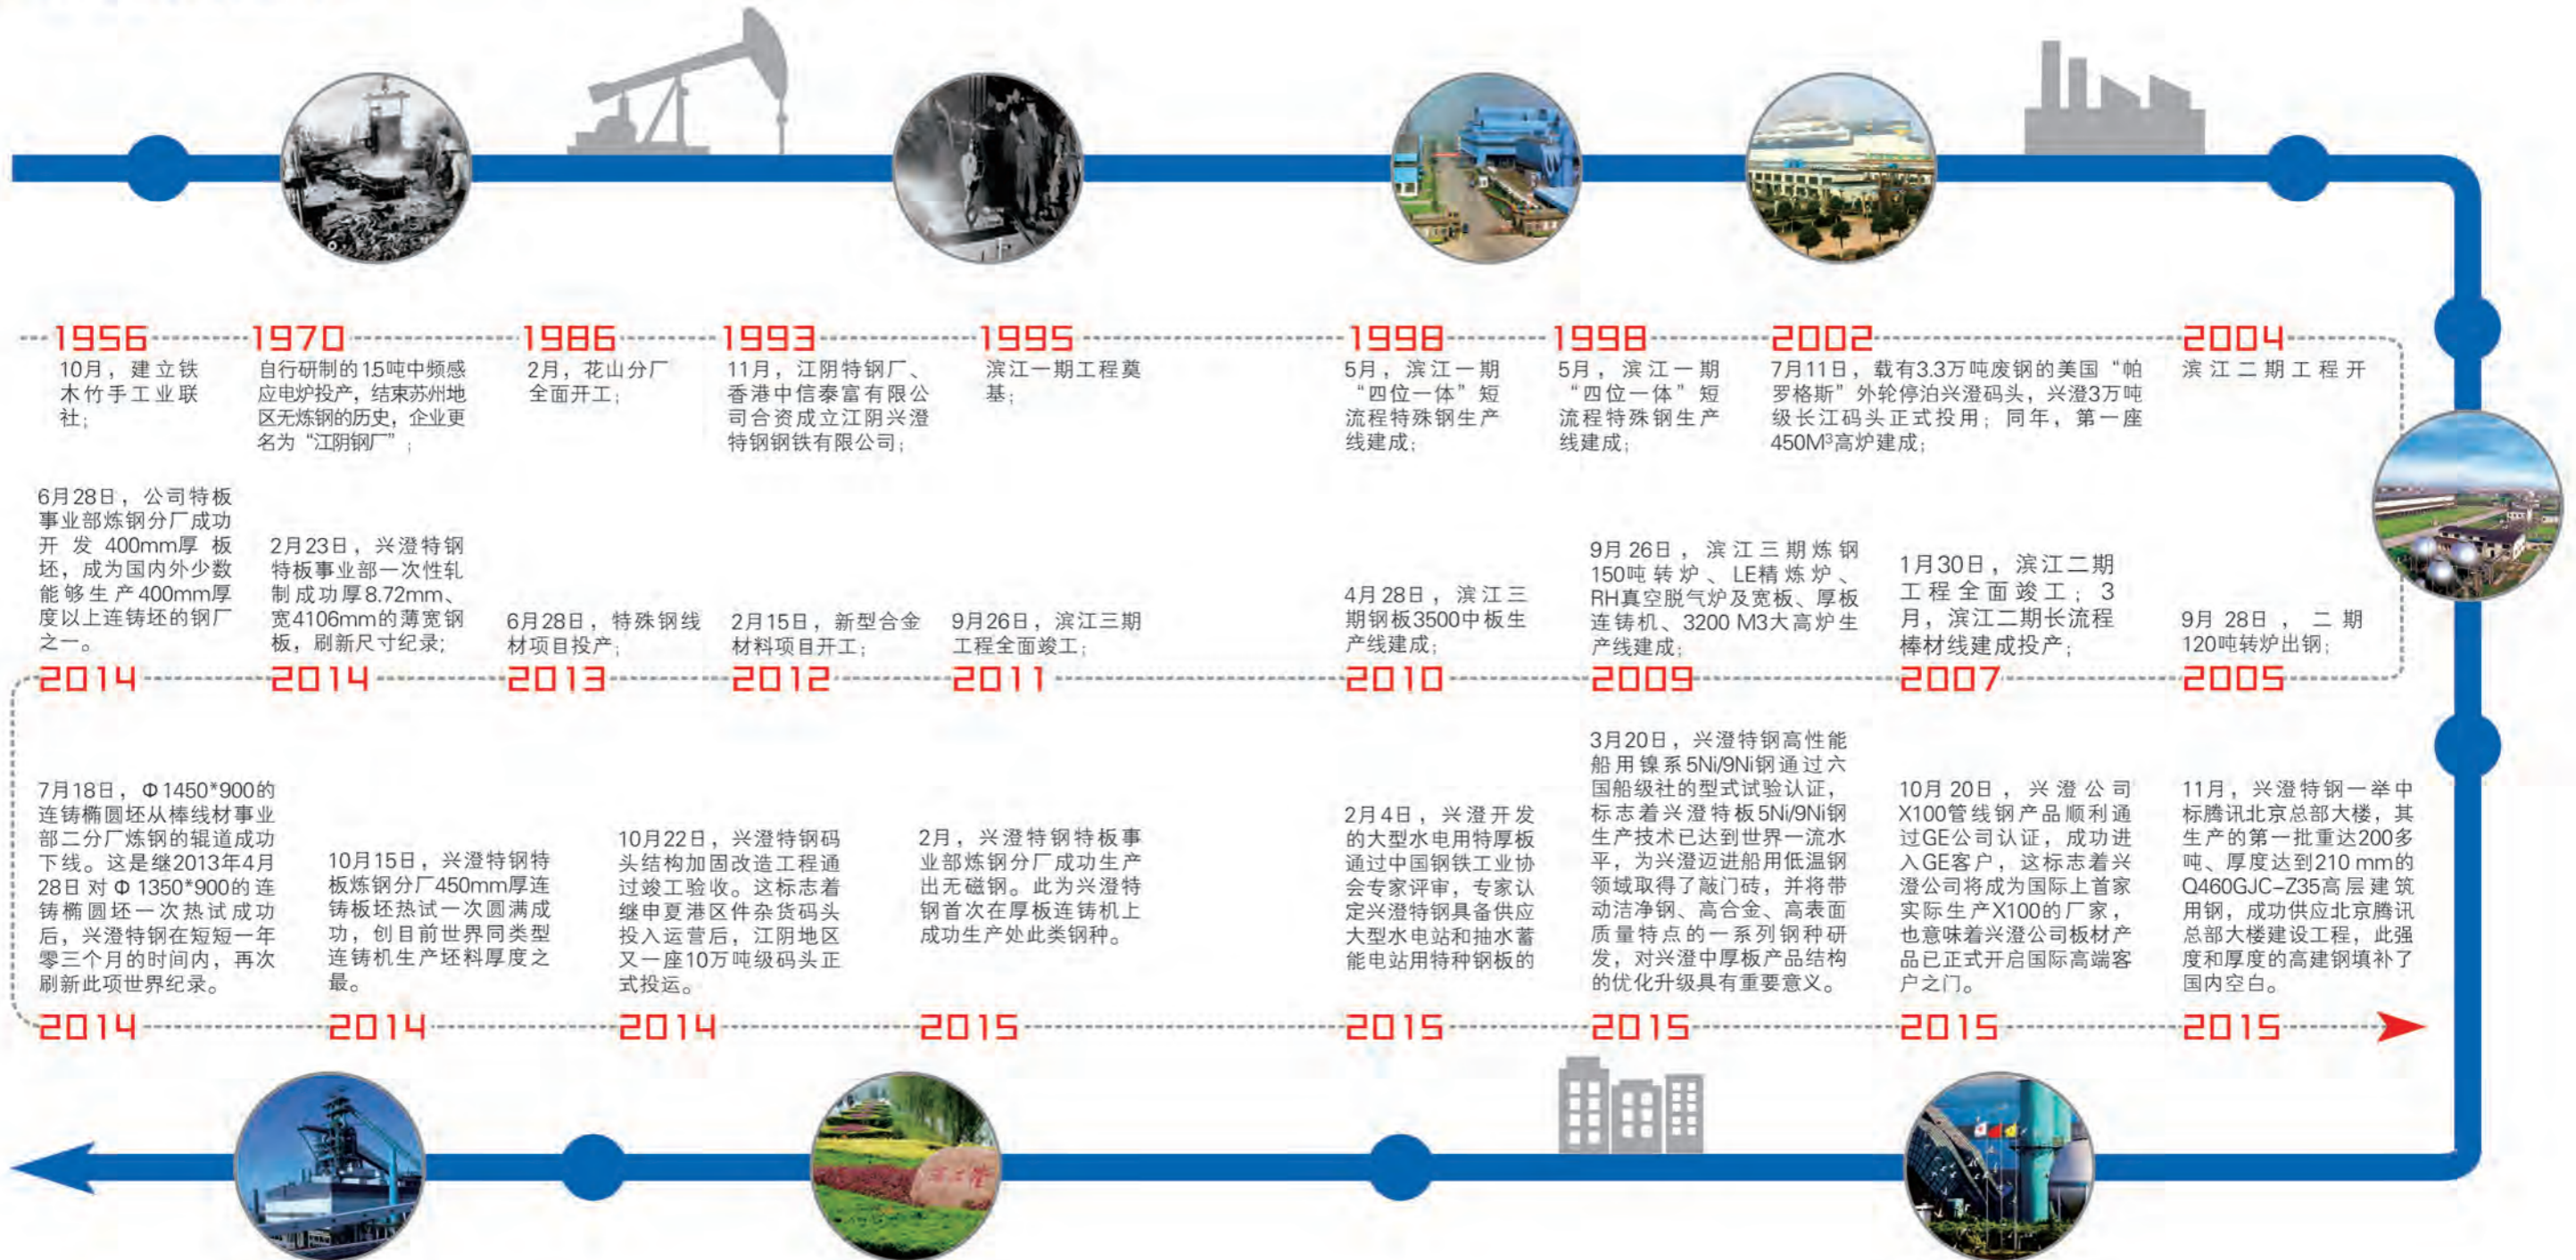 1956
10月，建立铁
木竹手工业联
社；
1970
自行研制的1.5吨中频感
应电炉投产，结束苏州地
区无炼钢的历史，企业更
名为“江阴钢厂”；
1986
2月，花山分厂
全面开工；
1993
11月，江阴特钢厂、
香港中信泰富有限公
司合资成立江阴兴澄
特钢钢铁有限公司；
1995
滨江一期工程奠
基；
1998
5月，滨江一期
“四位一体”短
流程特殊钢生产
线建成；
1998
5月，滨江一期
“四位一体”短
流程特殊钢生产
线建成；
2002
7月11日，载有3.3万吨废钢的美国“帕
罗格斯”外轮停泊兴澄码头，兴澄3万吨
级长江码头正式投用；同年，第一座
450M³高炉建成；
2004
滨江二期工程开
9月28日，二期
120吨转炉出钢；
2005
1月30日，滨江二期
工程全面竣工；3
月，滨江二期长流程
棒材线建成投产；
2007
9月26日，滨江三期炼钢
150吨转炉、LE精炼炉、
RH真空脱气炉及宽板、厚板
连铸机、3200 M3大高炉生
产线建成；
2009
4月28日，滨江三
期钢板3500中板生
产线建成；
2010
9月26日，滨江三期
工程全面竣工；
2011
2月15日，新型合金
材料项目开工；
2012
6月28日，特殊钢线
材项目投产；
2013
2月23日，兴澄特钢
特板事业部一次性轧
制成功厚8.72mm、
宽4106mm的薄宽钢
板，刷新尺寸纪录；
2014
6月28日，公司特板
事业部炼钢分厂成功
开发400mm厚板
坯，成为国内外少数
能够生产400mm厚
度以上连铸坯的钢厂
之一。
2014
7月18日，Φ1450*900的
连铸椭圆坯从棒线材事业
部二分厂炼钢的辊道成功
下线。这是继2013年4月
28日对Φ1350*900的连
铸椭圆坯一次热试成功
后，兴澄特钢在短短一年
零三个月的时间内，再次
刷新此项世界纪录。
2014
10月15日，兴澄特钢特
板炼钢分厂450mm厚连
铸板坯热试一次圆满成
功，创目前世界同类型
连铸机生产坯料厚度之
最。
2014
10月22日，兴澄特钢码
头结构加固改造工程通
过竣工验收。这标志着
继申夏港区件杂货码头
投入运营后，江阴地区
又一座10万吨级码头正
式投运。
2014
2月，兴澄特钢特板事
业部炼钢分厂成功生产
出无磁钢。此为兴澄特
钢首次在厚板连铸机上
成功生产处此类钢种。
2015
2月4日，兴澄开发
的大型水电用特厚板
通过中国钢铁工业协
会专家评审，专家认
定兴澄特钢具备供应
大型水电站和抽水蓄
能电站用特种钢板的
2015
3月20日，兴澄特钢高性能
船用镍系5Ni/9Ni钢通过六
国船级社的型式试验认证，
标志着兴澄特板5Ni/9Ni钢
生产技术已达到世界一流水
平，为兴澄迈进船用低温钢
领域取得了敲门砖，并将带
动洁净钢、高合金、高表面
质量特点的一系列钢种研
发，对兴澄中厚板产品结构
的优化升级具有重要意义。
2015
10月20日，兴澄公司
X100管线钢产品顺利通
过GE公司认证，成功进
入GE客户，这标志着兴
澄公司将成为国际上首家
实际生产X100的厂家，
也意味着兴澄公司板材产
品已正式开启国际高端客
户之门。
2015
11月，兴澄特钢一举中
标腾讯北京总部大楼，其
生产的第一批重达200多
吨、厚度达到210 mm的
Q460GJC-Z35高层建筑
用钢，成功供应北京腾讯
总部大楼建设工程，此强
度和厚度的高建钢填补了
国内空白。
2015